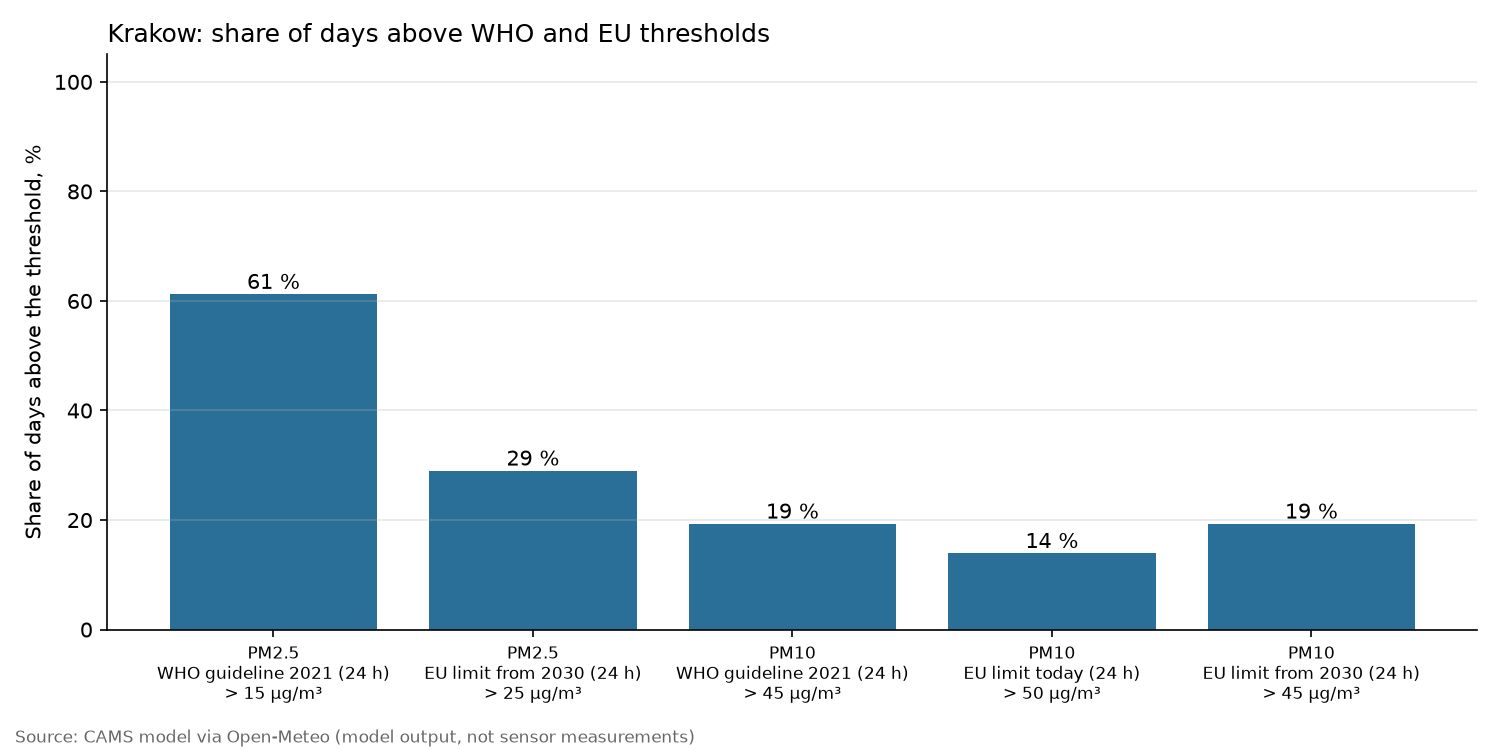 Krakow: share of days above WHO and EU thresholds
Share of days above the threshold, %
100
80
60
40
20
0
61 %
29 %
19 %
14 %
19 %
PM2.5
WHO guideline 2021 (24 h)
> 15 µg/m³
PM2.5
EU limit from 2030 (24 h)
> 25 µg/m³
PM10
WHO guideline 2021 (24 h)
> 45 µg/m³
PM10
EU limit today (24 h)
> 50 µg/m³
PM10
EU limit from 2030 (24 h)
> 45 µg/m³
Source: CAMS model via Open-Meteo (model output, not sensor measurements)